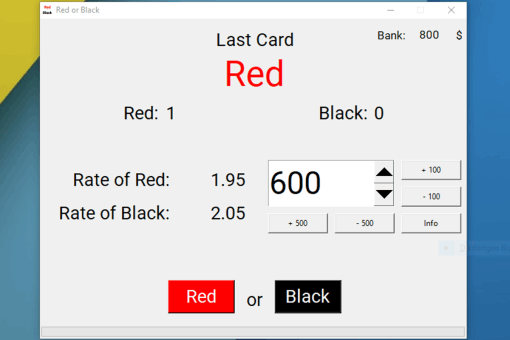 Red or Black
Last Card
Bank: 800 $
Red
Red: 1
Black: 0
Rate of Red: 1.95
Rate of Black: 2.05
600
+ 100
- 100
+ 500
- 500
Info
Red or Black